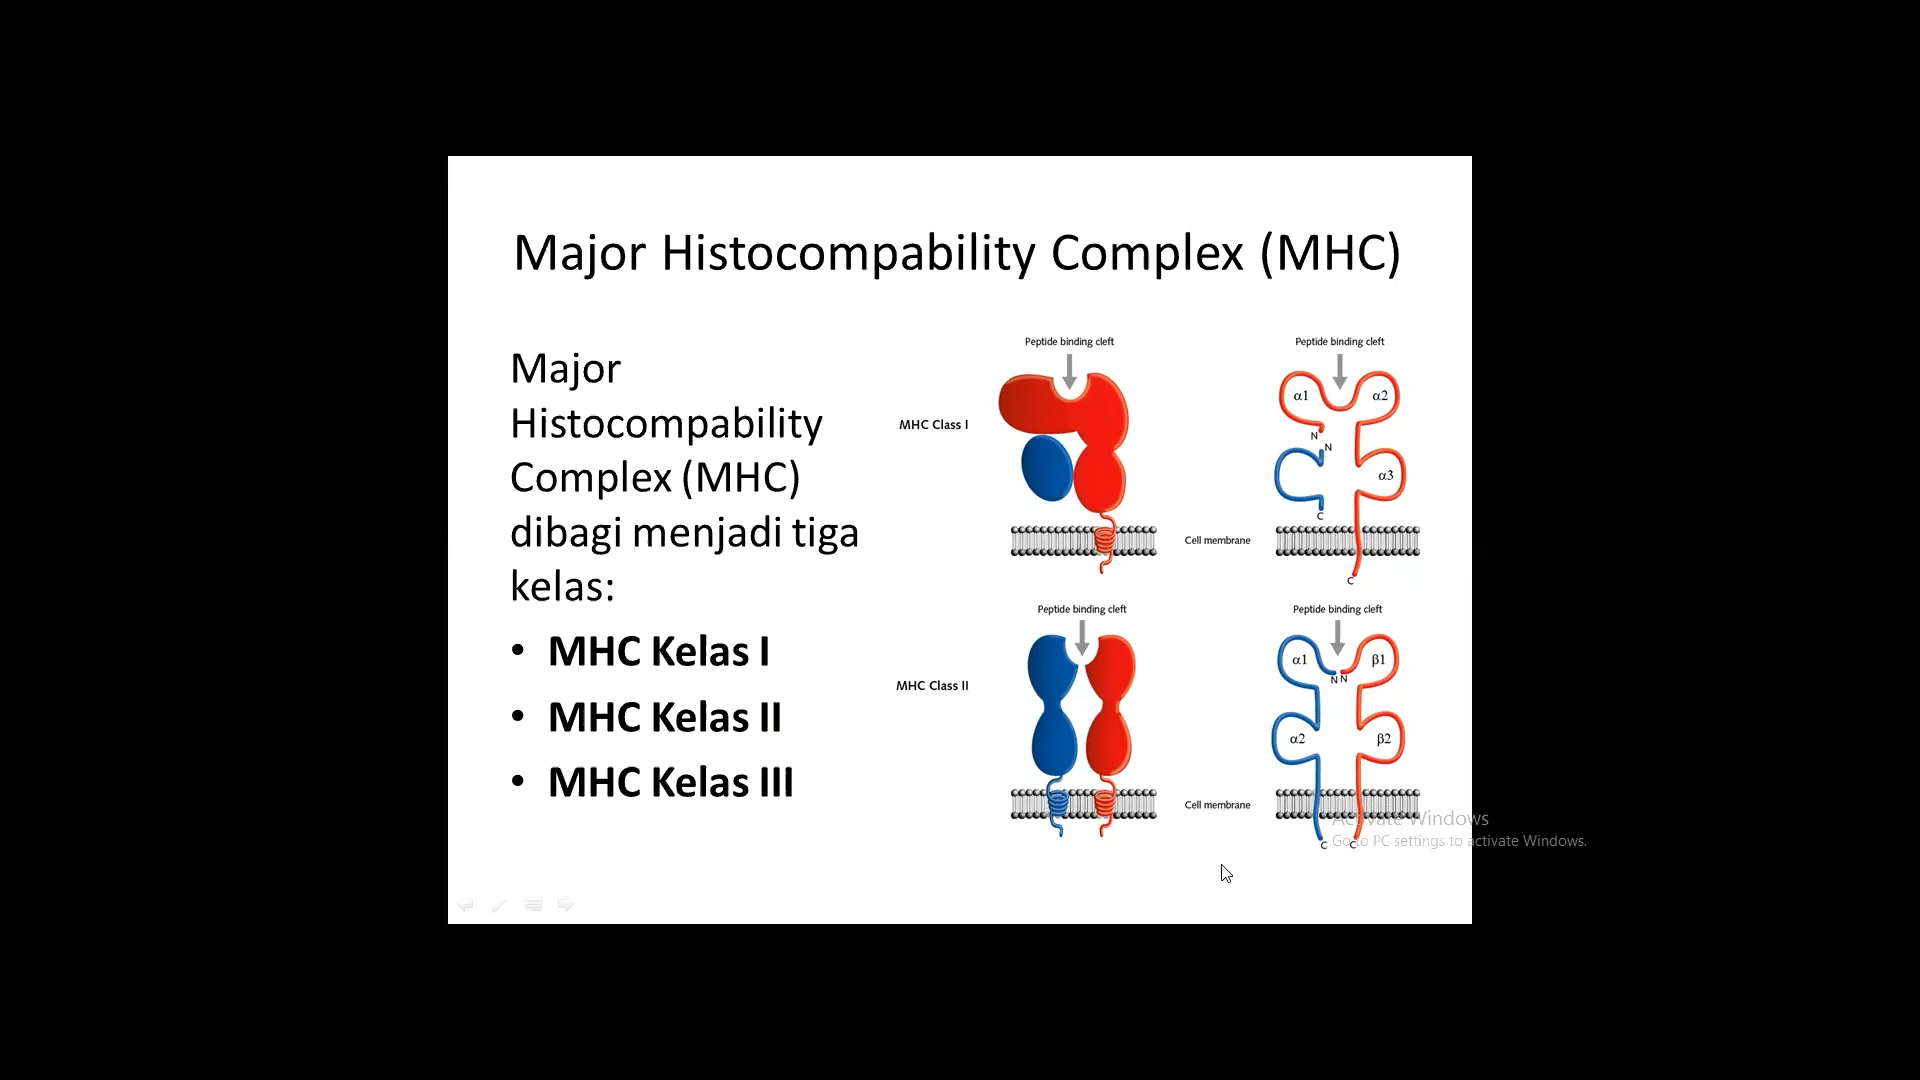 Major Histocompability Complex (MHC)
Major
Histocompability
Complex (MHC)
dibagi menjadi tiga
kelas:
• MHC Kelas I
• MHC Kelas II
• MHC Kelas III
Peptide binding cleft
Peptide binding cleft
α1
α2
MHC Class I
N
N
α3
C
Cell membrane
C
Peptide binding cleft
Peptide binding cleft
α1
β1
N N
MHC Class II
α2
β2
Cell membrane
C
C
Activate Windows
Go to PC settings to activate Windows.